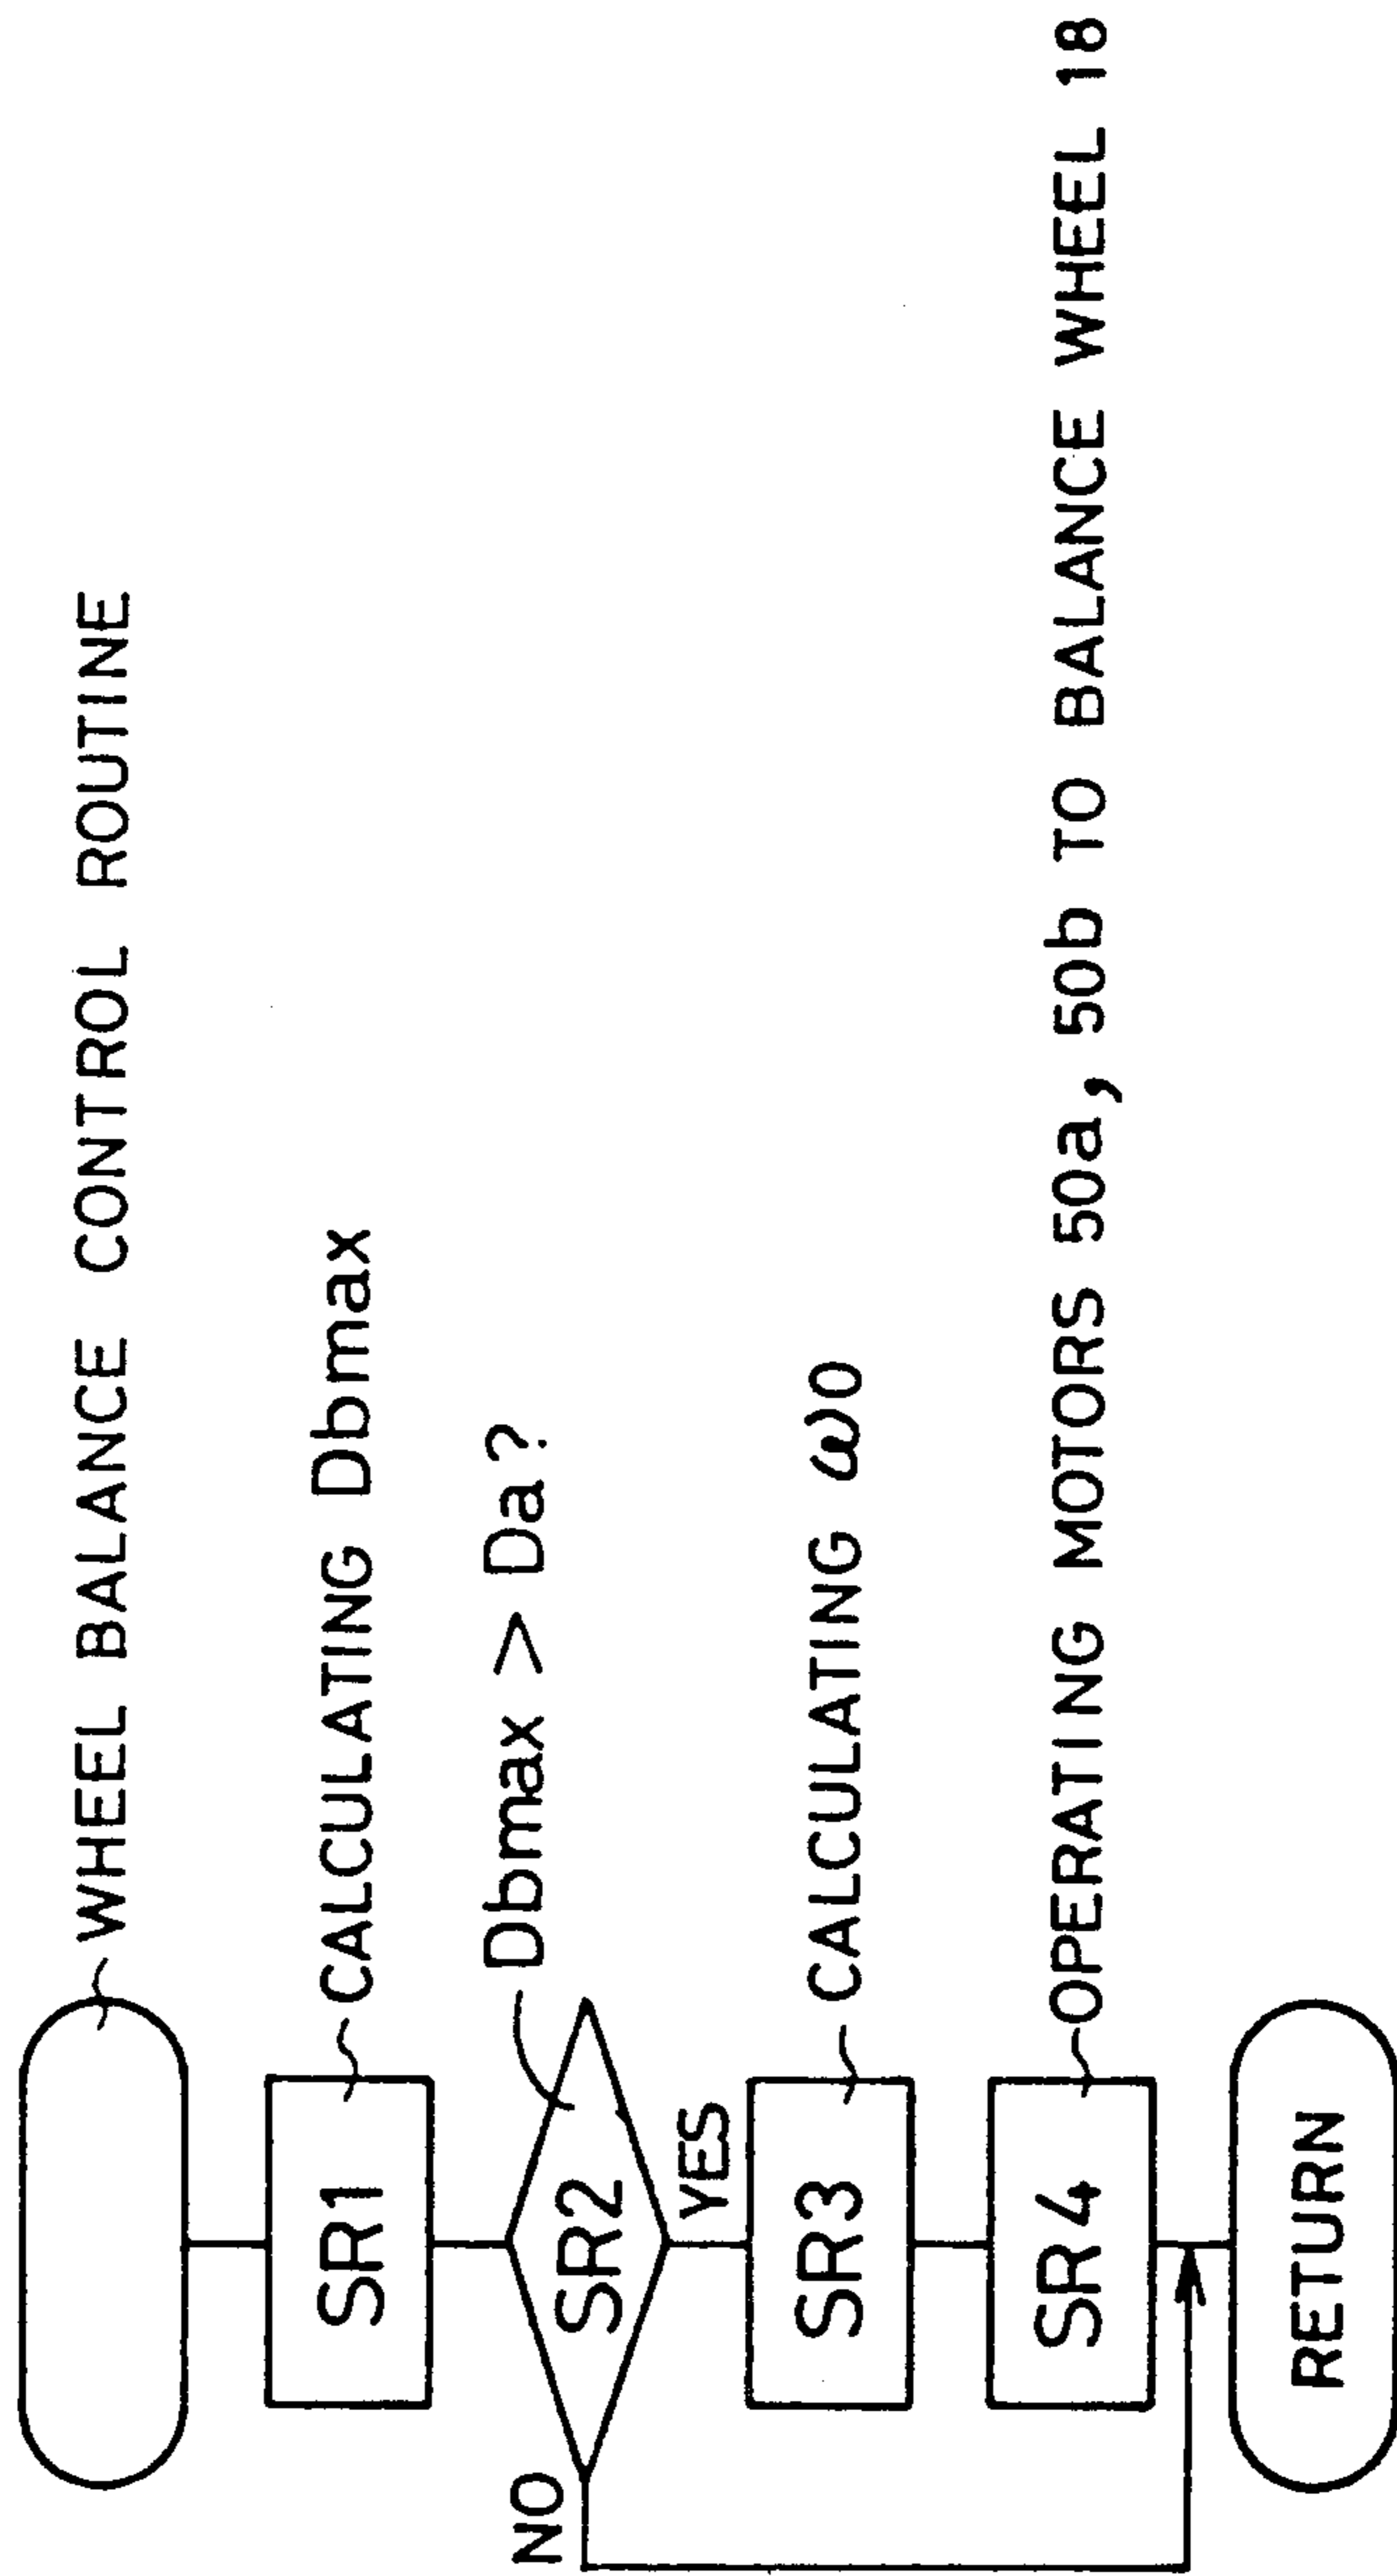 WHEEL BALANCE CONTROL ROUTINE
SR1
CALCULATING Dbmax
SR2
Dbmax > Da?
NO
YES
SR3
CALCULATING ω0
SR4
OPERATING MOTORS 50a, 50b TO BALANCE WHEEL 18
RETURN